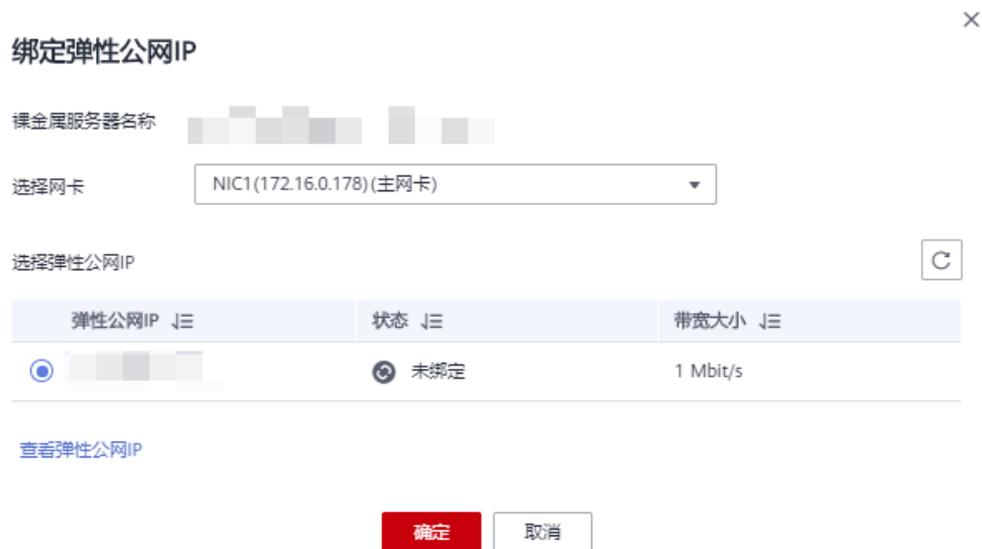 绑定弹性公网IP
裸金属服务器名称
选择网卡 NIC1(172.16.0.178)(主网卡)
选择弹性公网IP
弹性公网IP 状态 带宽大小
未绑定 1 Mbit/s
查看弹性公网IP
确定 取消